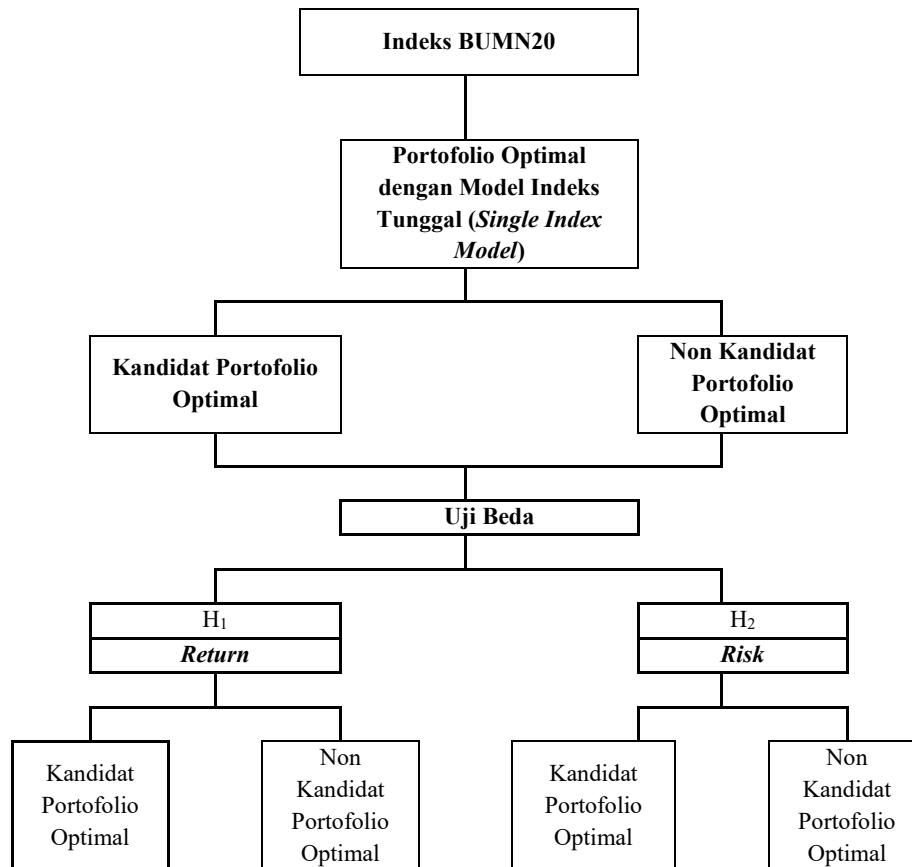 Indeks BUMN20
Portofolio Optimal
dengan Model Indeks
Tunggal (Single Index
Model)
Kandidat Portofolio
Optimal
Non Kandidat
Portofolio
Optimal
Uji Beda
H₁
Return
H₂
Risk
Kandidat
Portofolio
Optimal
Non
Kandidat
Portofolio
Optimal
Kandidat
Portofolio
Optimal
Non
Kandidat
Portofolio
Optimal